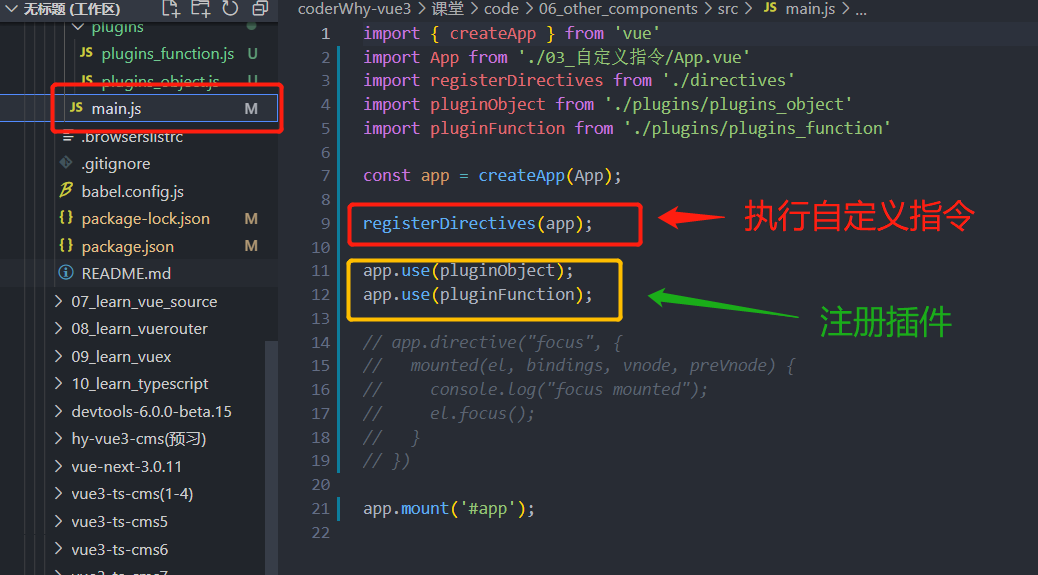 无标题 (工作区)
plugins
JS plugins_function.js U
JS plugins_object.js U
JS main.js M
.browserslistrc
.gitignore
babel.config.js
{} package-lock.json M
{} package.json M
README.md
07_learn_vue_source
08_learn_vuerouter
09_learn_vuex
10_learn_typescript
devtools-6.0.0-beta.15
hy-vue3-cms(预习)
vue-next-3.0.11
vue3-ts-cms(1-4)
vue3-ts-cms5
vue3-ts-cms6
vue3-ts-cms7
coderWhy-vue3 > 课堂 > code > 06_other_components > src > JS main.js > ...
1 import { createApp } from 'vue'
2 import App from './03_自定义指令/App.vue'
3 import registerDirectives from './directives'
4 import pluginObject from './plugins/plugins_object'
5 import pluginFunction from './plugins/plugins_function'
6
7 const app = createApp(App);
8
9 registerDirectives(app);
执行自定义指令
10
11 app.use(pluginObject);
12 app.use(pluginFunction);
注册插件
13
14 // app.directive("focus", {
15 //   mounted(el, bindings, vnode, preVnode) {
16 //     console.log("focus mounted");
17 //     el.focus();
18 //   }
19 // })
20
21 app.mount('#app');
22